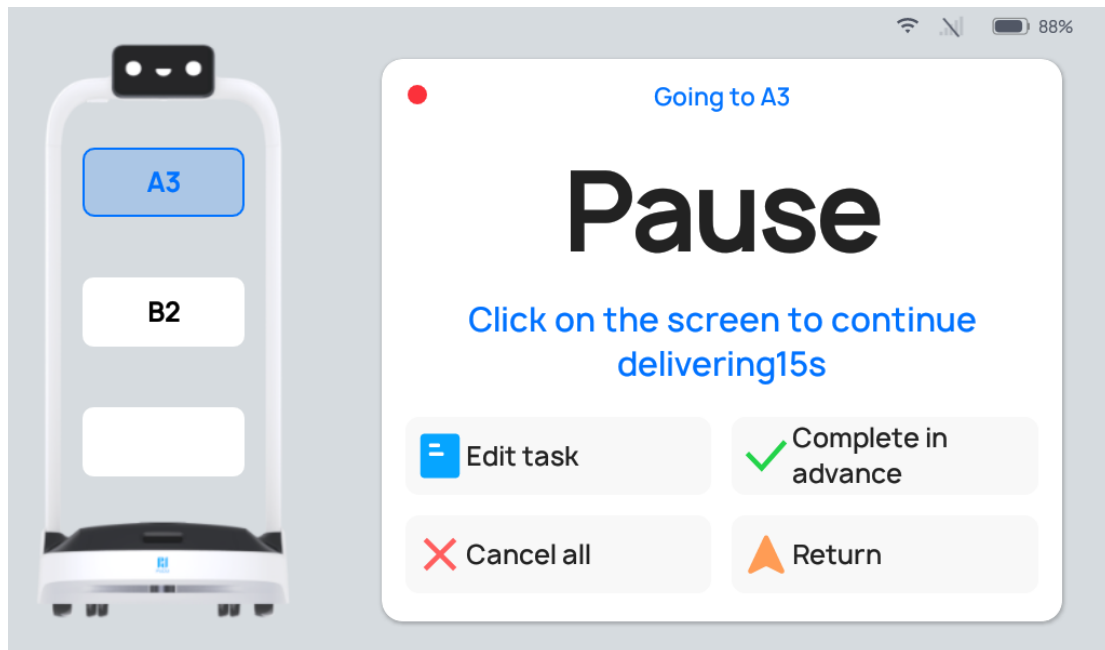 88%
Going to A3
Pause
Click on the screen to continue
delivering15s
A3
B2
Edit task
Complete in
advance
Cancel all
Return